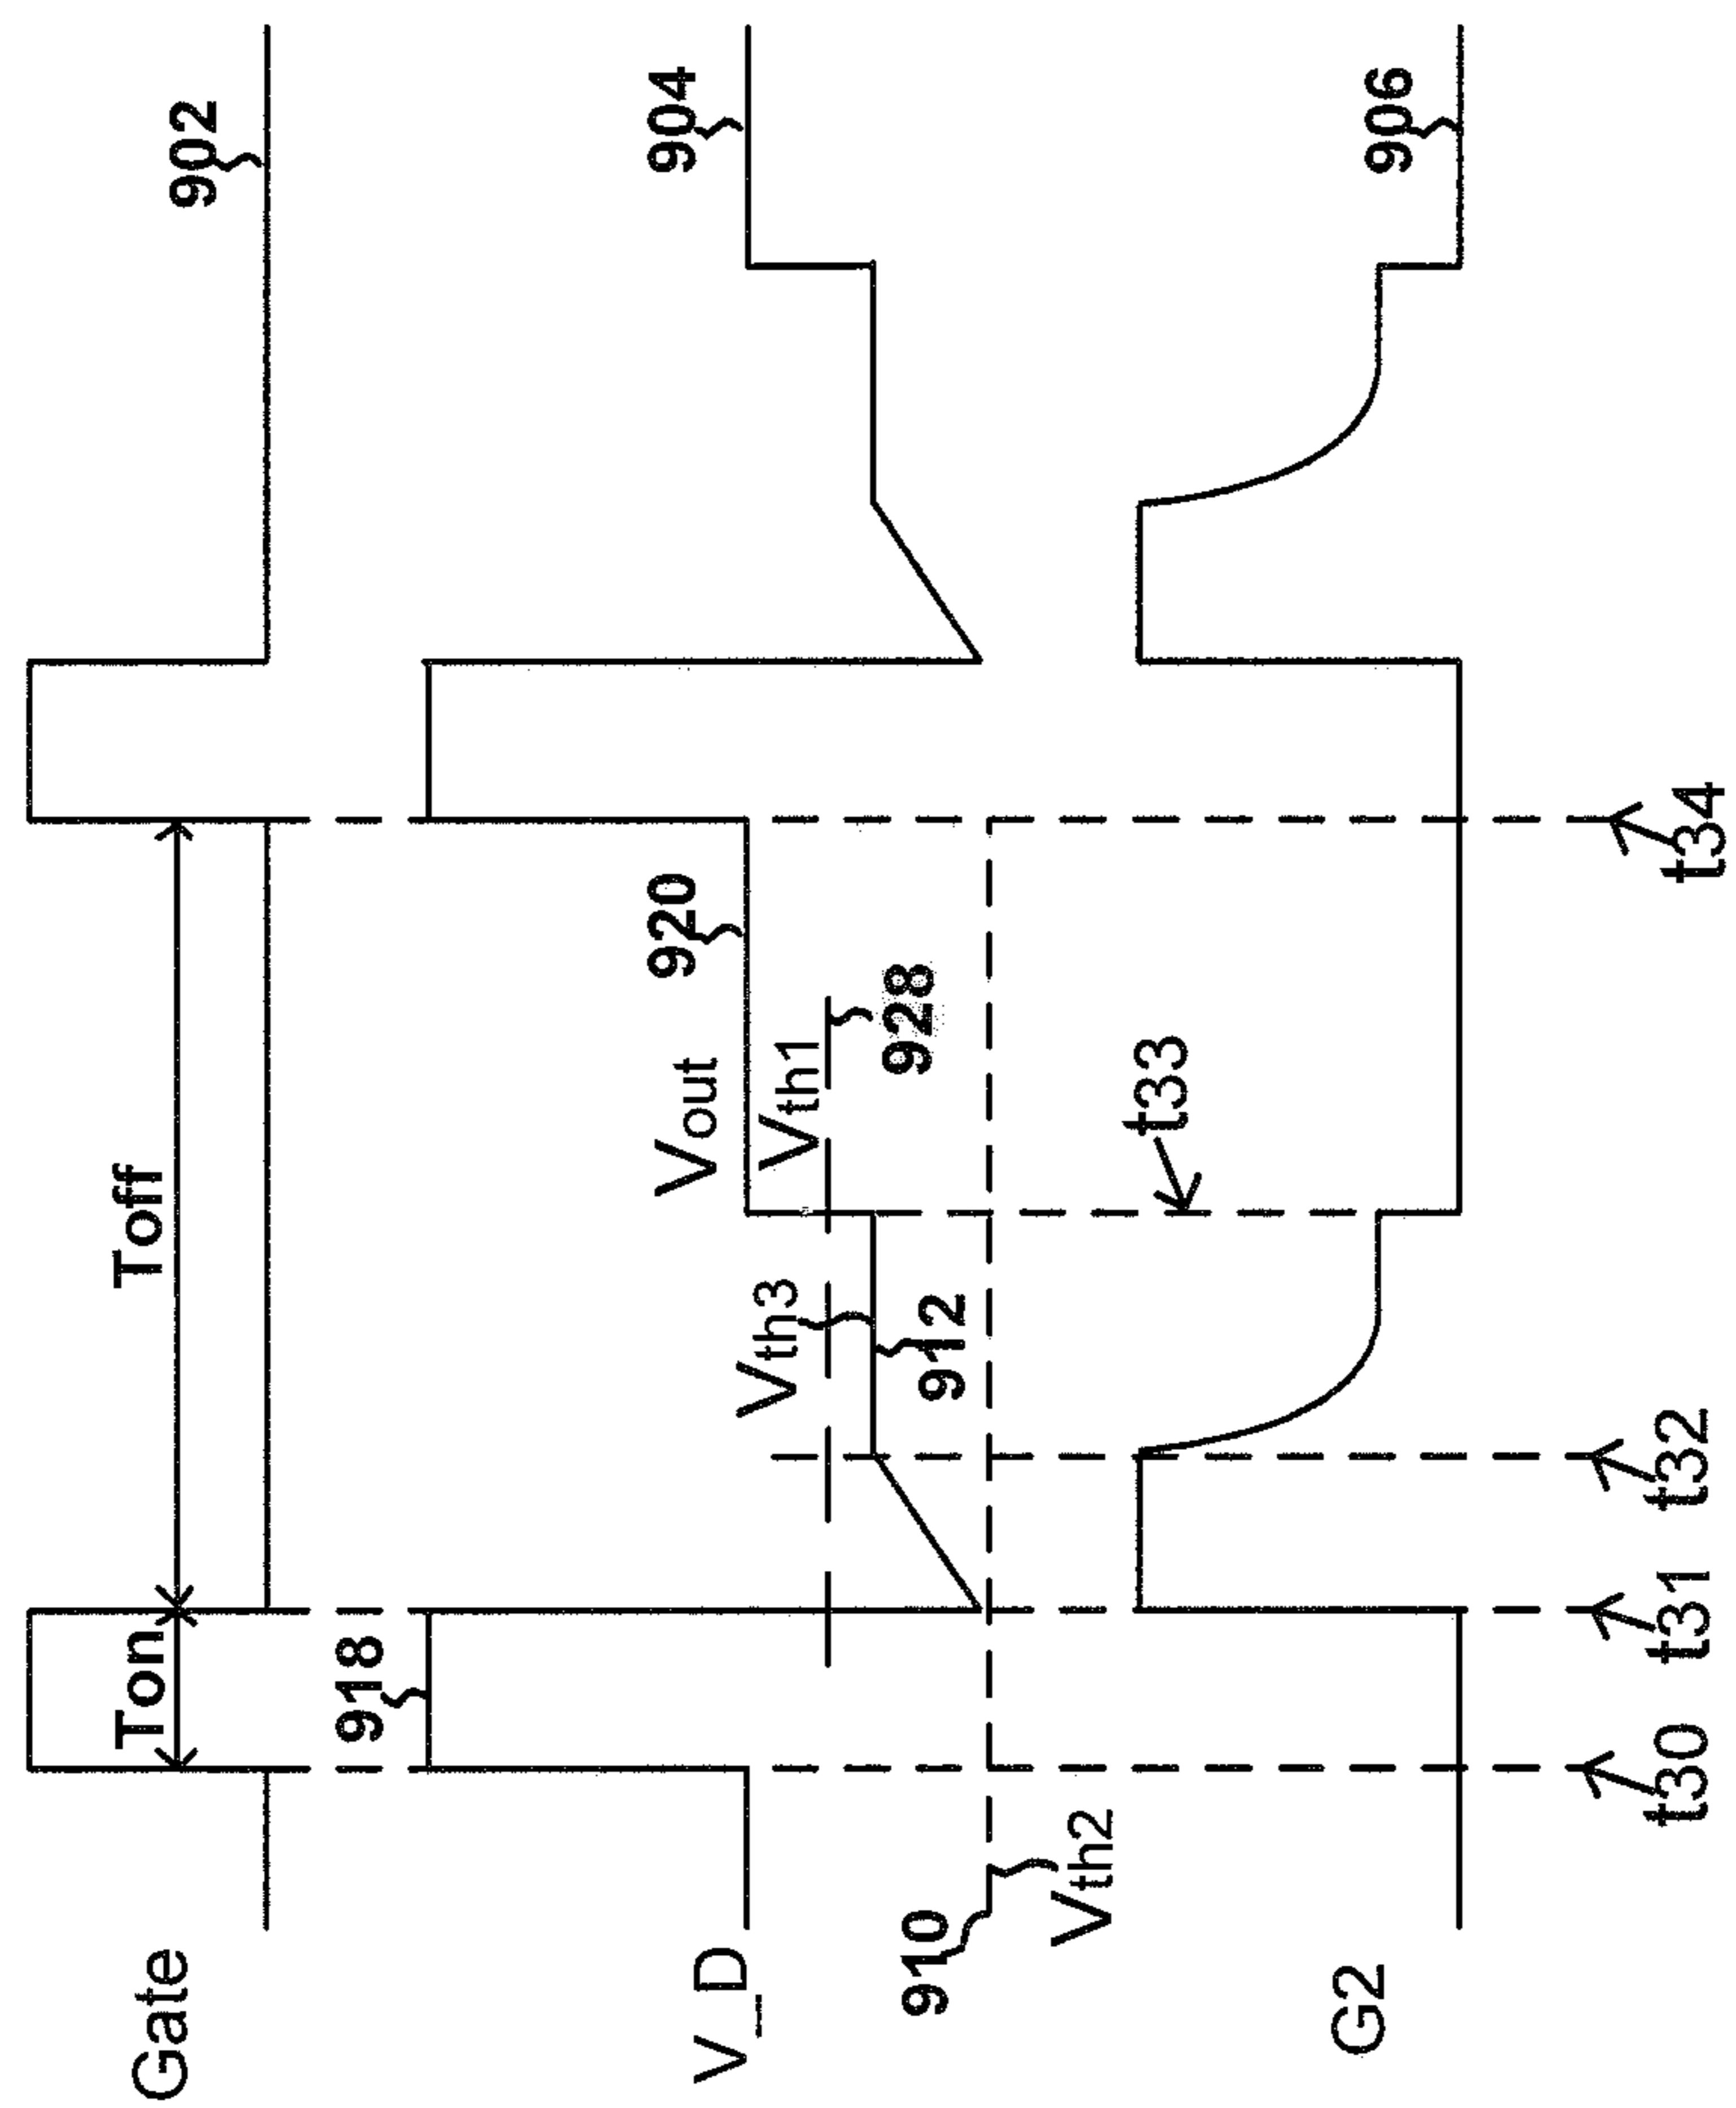 Gate
Ton
Toff
902
918
V_D
Vout
920
904
Vth3
Vth1
928
912
910
Vth2
t33
G2
906
t30
t31
t32
t34